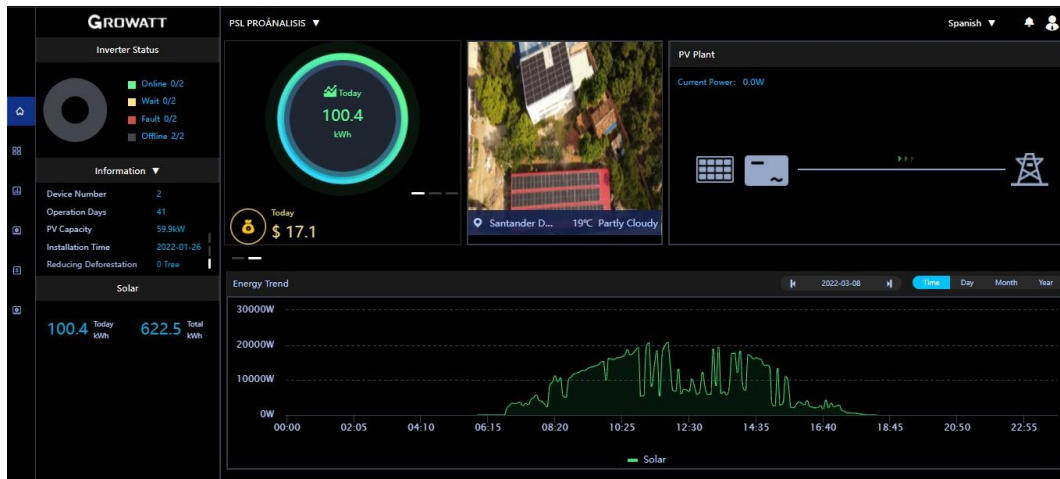 GROWATT
PSL PROÁNALISIS ▼
Spanish ▼
Inverter Status
Online 0/2
Wait 0/2
Fault 0/2
Offline 2/2
Information ▼
Device Number 2
Operation Days 41
PV Capacity 59.9kW
Installation Time 2022-01-26
Reducing Deforestation 0 Tree
Solar
100.4 Today kWh 622.5 Total kWh
Today
100.4
kWh
Today
$ 17.1
Santander D... 19°C Partly Cloudy
PV Plant
Current Power: 0.0W
Energy Trend
2022-03-08
Time Day Month Year
30000W
20000W
10000W
0W
00:00 02:05 04:10 06:15 08:20 10:25 12:30 14:35 16:40 18:45 20:50 22:55
Solar